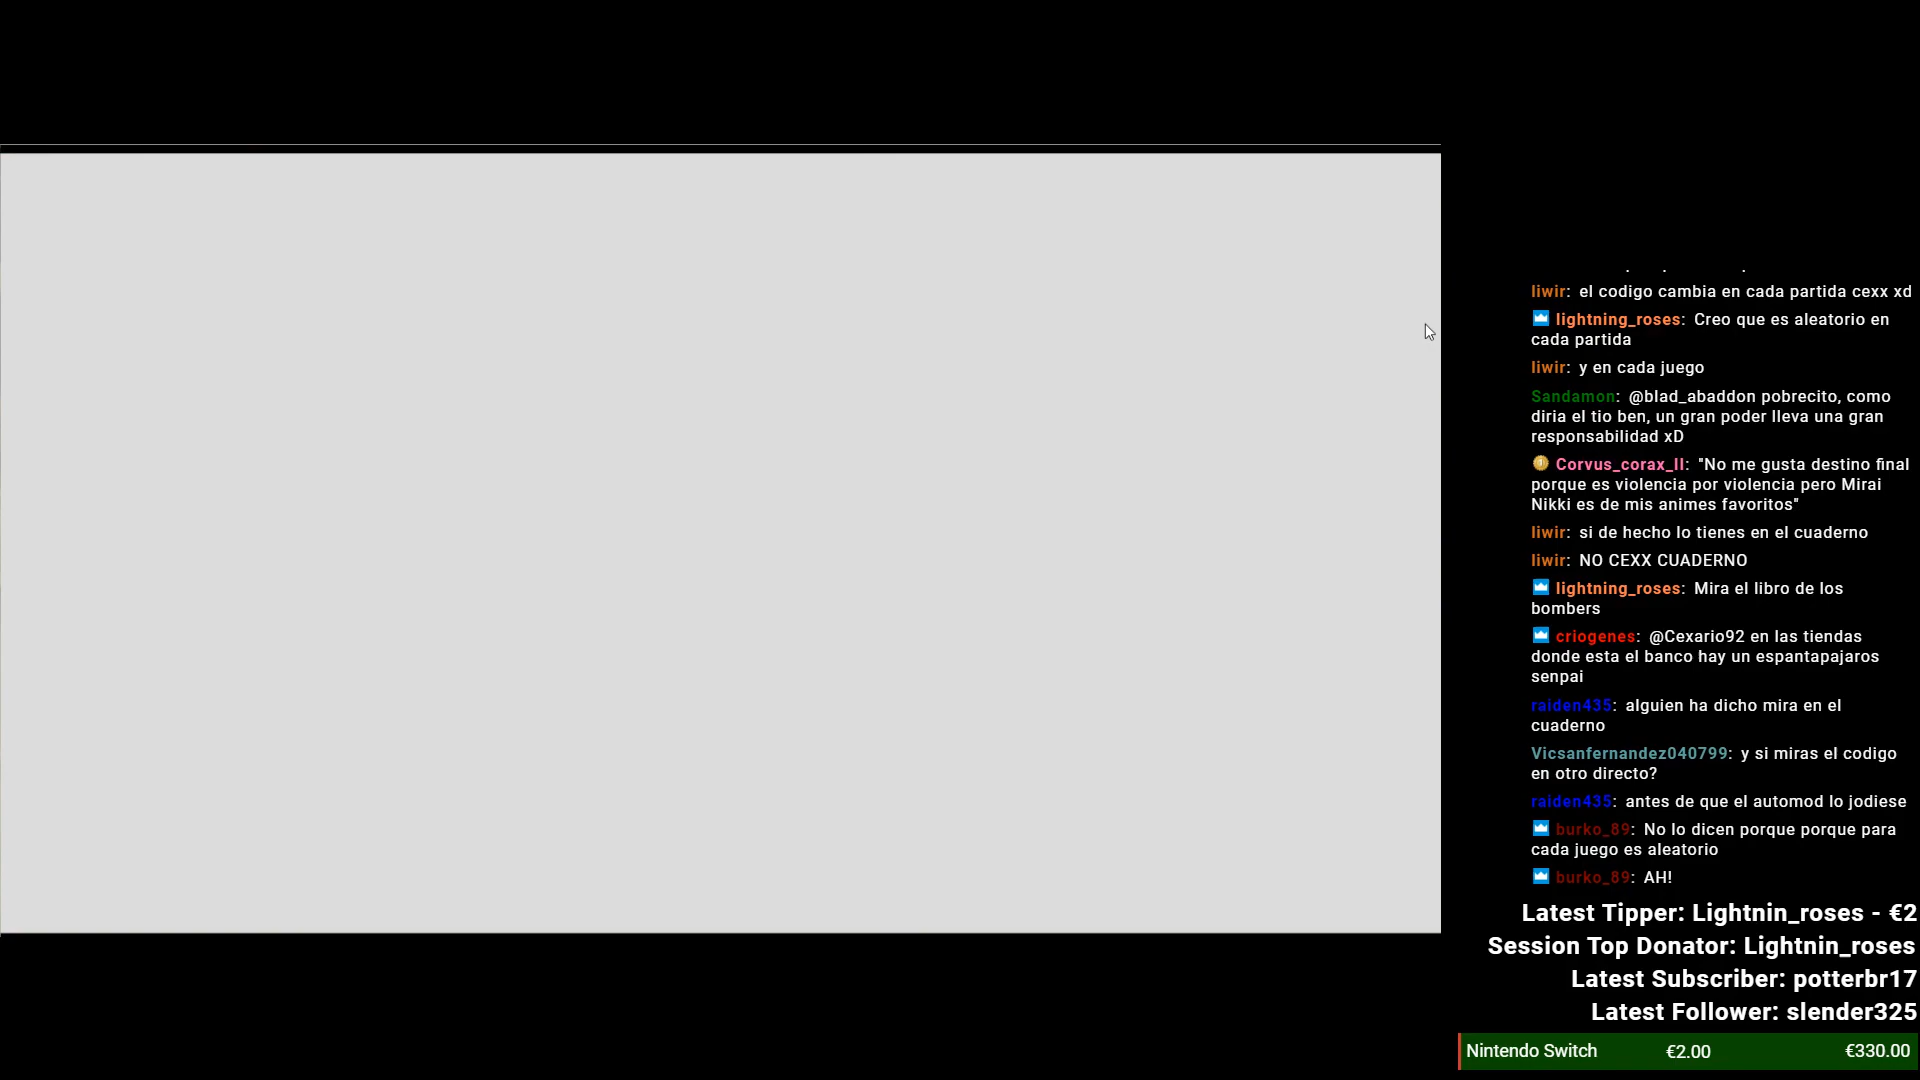 liwir: el codigo cambia en cada partida cexx xd
lightning_roses: Creo que es aleatorio en
cada partida
liwir: y en cada juego
Sandamon: @blad_abaddon pobrecito, como
diria el tio ben, un gran poder lleva una gran
responsabilidad xD
Corvus_corax_II: "No me gusta destino final
porque es violencia por violencia pero Mirai
Nikki es de mis animes favoritos"
liwir: si de hecho lo tienes en el cuaderno
liwir: NO CEXX CUADERNO
lightning_roses: Mira el libro de los
bombers
criogenes: @Cexario92 en las tiendas
donde esta el banco hay un espantapajaros
senpai
raiden435: alguien ha dicho mira en el
cuaderno
Vicsanfernandez040799: y si miras el codigo
en otro directo?
raiden435: antes de que el automod lo jodiese
burko_89: No lo dicen porque porque para
cada juego es aleatorio
burko_89: AH!
Latest Tipper: Lightnin_roses - €2
Session Top Donator: Lightnin_roses
Latest Subscriber: potterbr17
Latest Follower: slender325
Nintendo Switch €2.00 €330.00